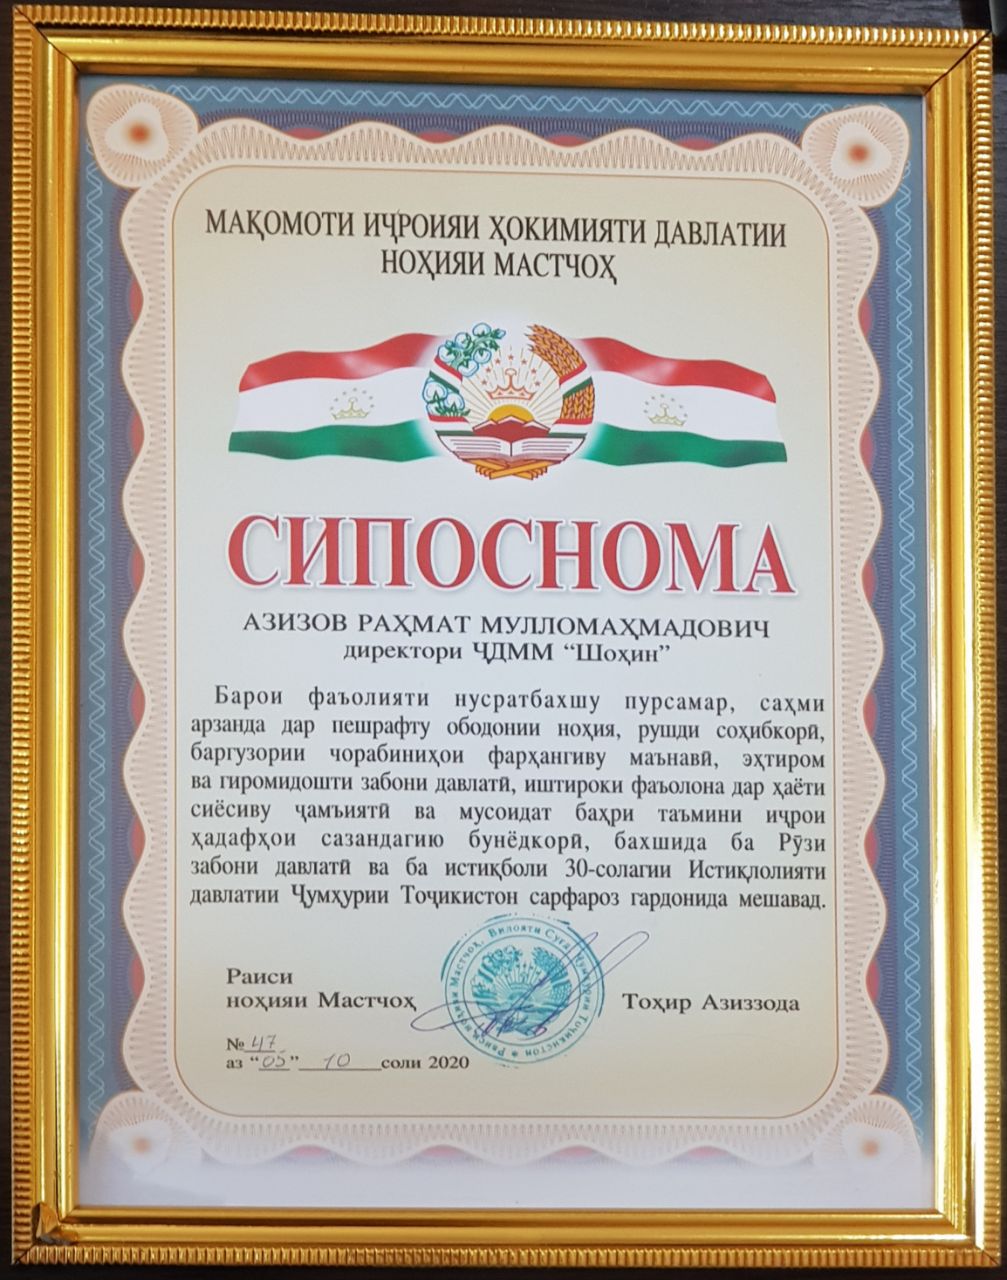 МАҚОМОТИ ИҶРОИЯИ ҲОКИМИЯТИ ДАВЛАТИИ
НОҲИЯИ МАСТЧОҲ
СИПОСНОМА
АЗИЗОВ РАҲМАТ МУЛЛОМАҲМАДОВИЧ
директори ҶДММ “Шоҳин”
Барои фаъолияти нусратбахшу пурсамар, саҳми
арзанда дар пешрафту ободонии ноҳия, рушди соҳибкорӣ,
баргузории чорабиниҳои фарҳангиву маънавӣ, эҳтиром
ва гиромидошти забони давлатӣ, иштироки фаъолона дар ҳаёти
сиёсиву ҷамъиятӣ ва мусоидат баҳри таъмини иҷрои
ҳадафҳои сазандагию бунёдкорӣ, бахшида ба Рӯзи
забони давлатӣ ва ба истиқболи 30-солагии Истиқлолияти
давлатии Ҷумҳурии Тоҷикистон сарфароз гардонида мешавад.
Раиси
ноҳияи Мастчоҳ
Тоҳир Азиззода
Раиси ноҳияи Мастчоҳ, Вилояти Суғд, Ҷумҳурии Тоҷикистон
№ 47
аз “05” 10 соли 2020